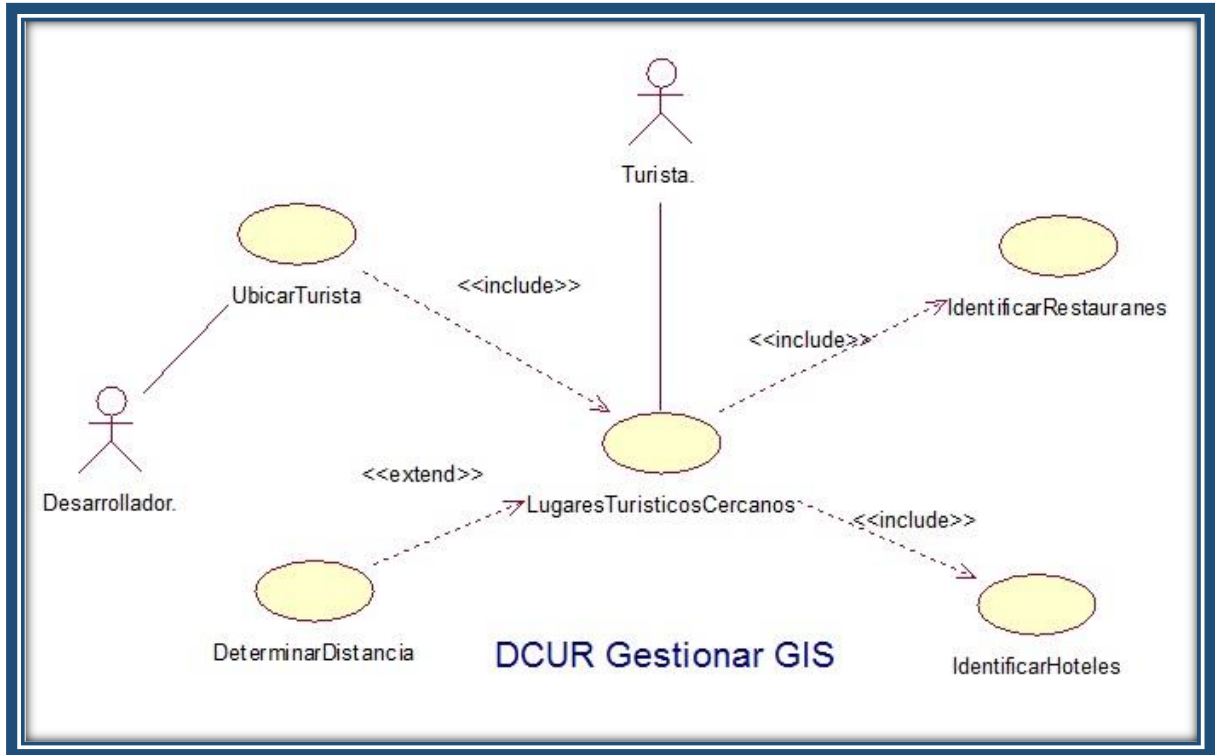 Turista.
UbicarTurista
<<include>>
IdentificarRestauranes
<<include>>
Desarrollador.
<<extend>>
LugaresTuristicosCercanos
<<include>>
DeterminarDistancia
DCUR Gestionar GIS
IdentificarHoteles